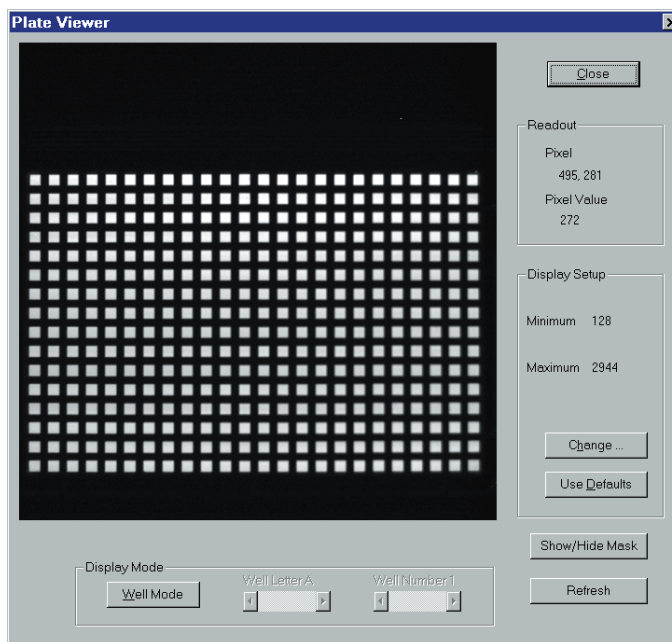 Plate Viewer
Close
Readout
Pixel
495, 281
Pixel Value
272
Display Setup
Minimum 128
Maximum 2944
Change ...
Use Defaults
Show/Hide Mask
Refresh
Display Mode
Well Mode
Well Letter A
Well Number 1